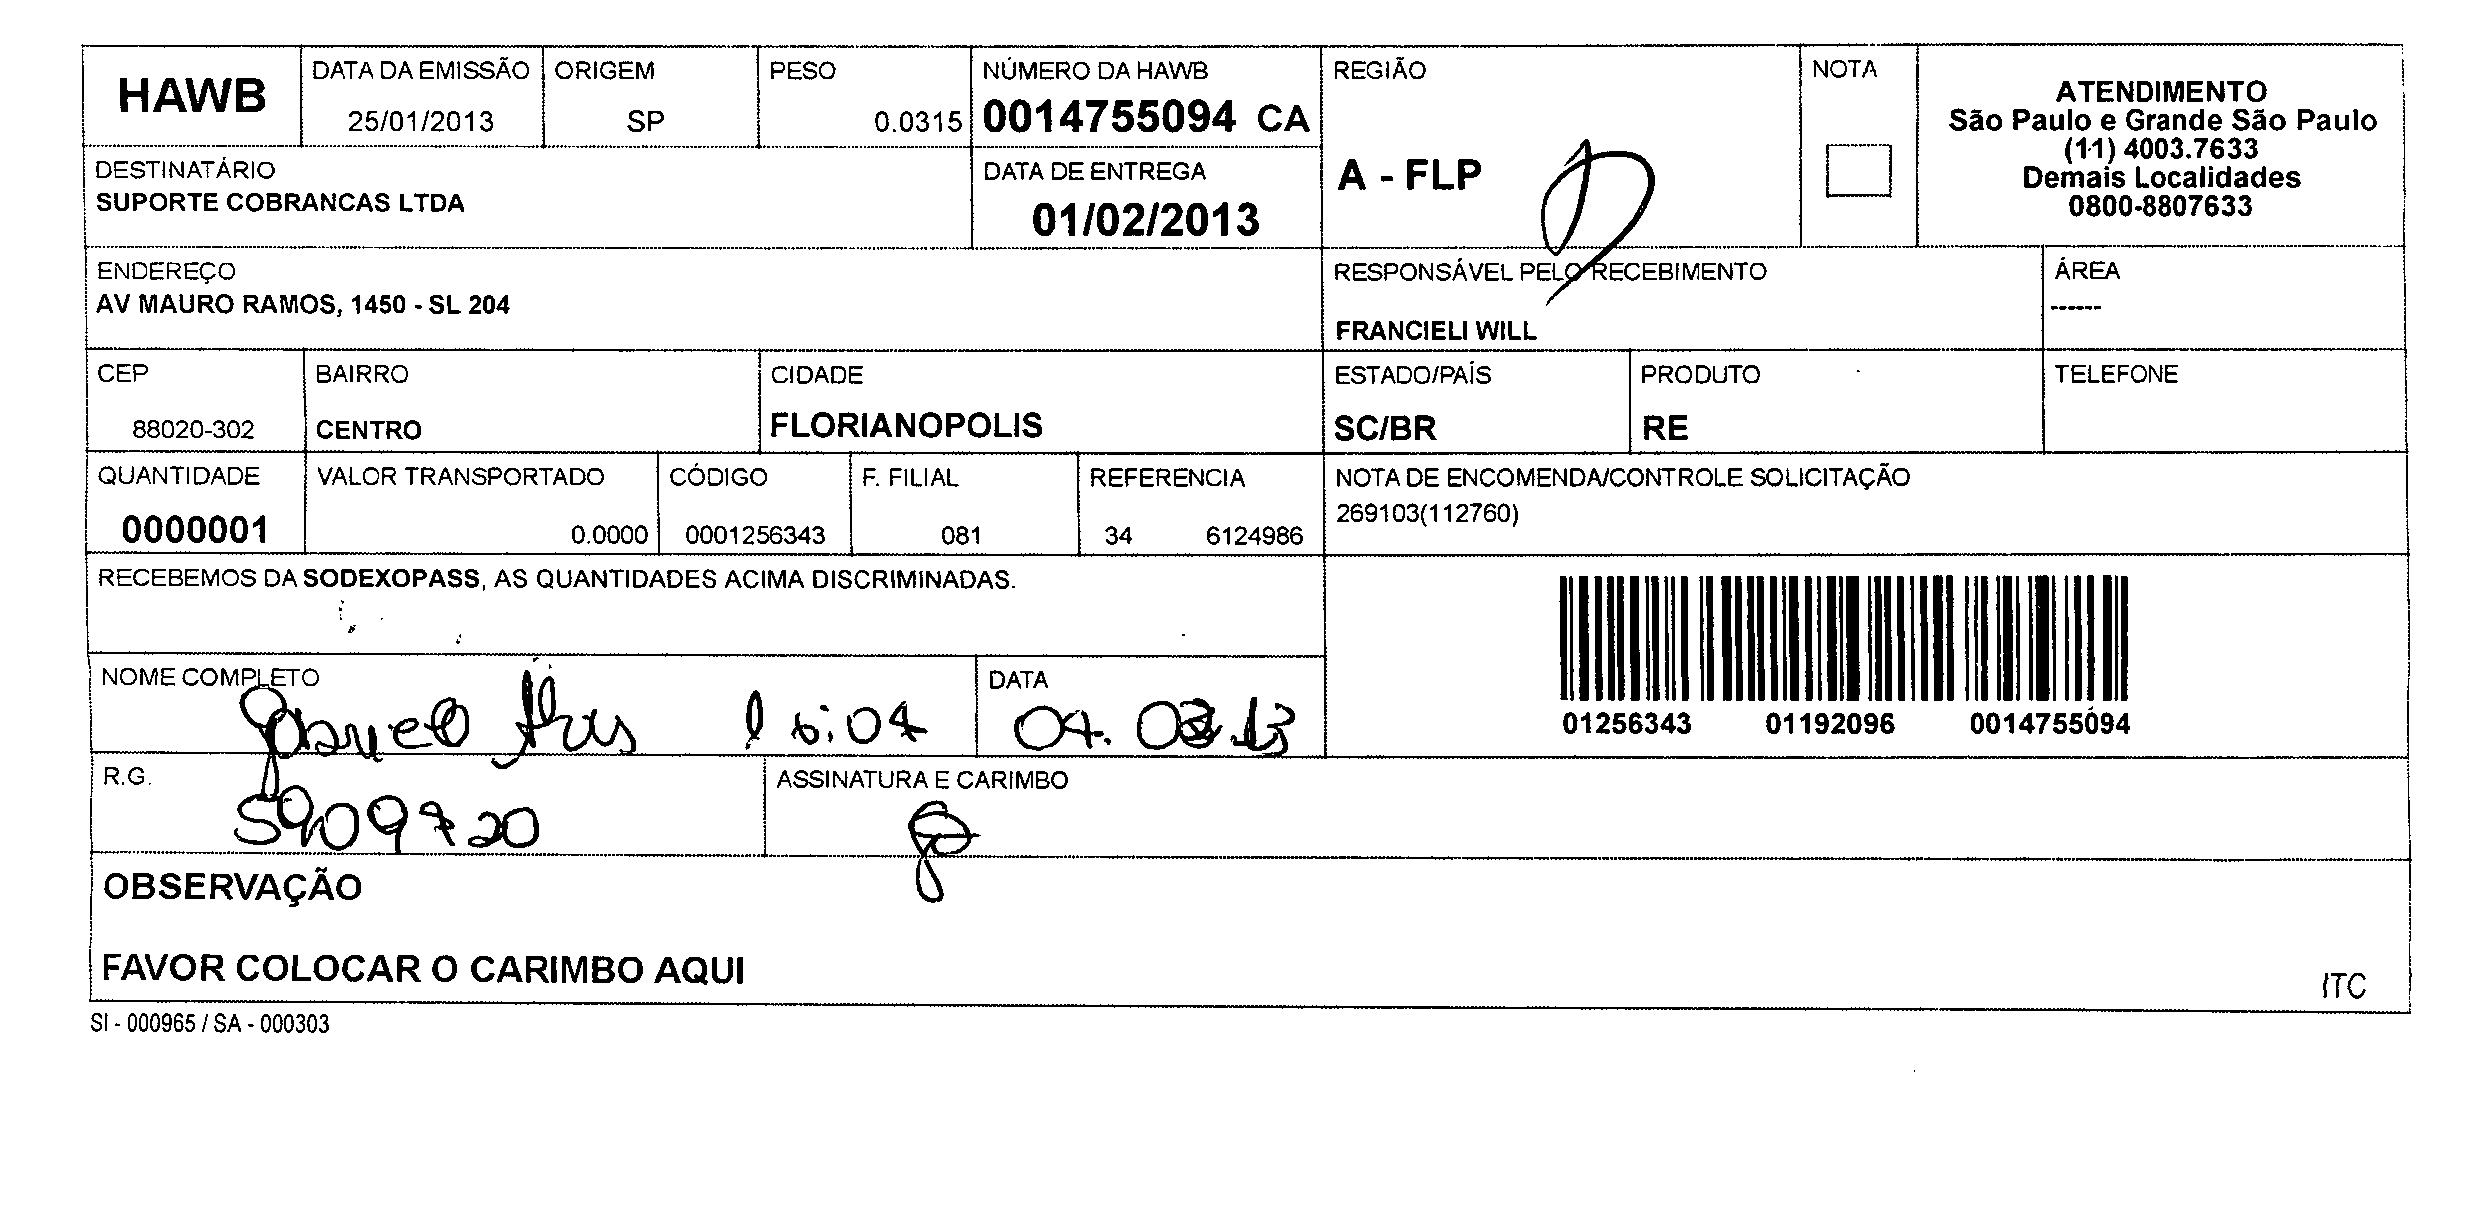 HAWB
DATA DA EMISSÃO
25/01/2013
ORIGEM
SP
PESO
0.0315
NÚMERO DA HAWB
0014755094 CA
REGIÃO
A - FLP
NOTA
ATENDIMENTO
São Paulo e Grande São Paulo
(11) 4003.7633
Demais Localidades
0800-8807633
DESTINATÁRIO
SUPORTE COBRANCAS LTDA
DATA DE ENTREGA
01/02/2013
ENDEREÇO
AV MAURO RAMOS, 1450 - SL 204
RESPONSÁVEL PELO RECEBIMENTO
FRANCIELI WILL
ÁREA
------
CEP
88020-302
BAIRRO
CENTRO
CIDADE
FLORIANOPOLIS
ESTADO/PAÍS
SC/BR
PRODUTO
RE
TELEFONE
QUANTIDADE
0000001
VALOR TRANSPORTADO
0.0000
CÓDIGO
0001256343
F. FILIAL
081
REFERENCIA
34 6124986
NOTA DE ENCOMENDA/CONTROLE SOLICITAÇÃO
269103(112760)
RECEBEMOS DA SODEXOPASS, AS QUANTIDADES ACIMA DISCRIMINADAS.
01256343 01192096 0014755094
NOME COMPLETO
DATA
R.G.
5909720
ASSINATURA E CARIMBO
OBSERVAÇÃO
FAVOR COLOCAR O CARIMBO AQUI
ITC
SI - 000965 / SA - 000303